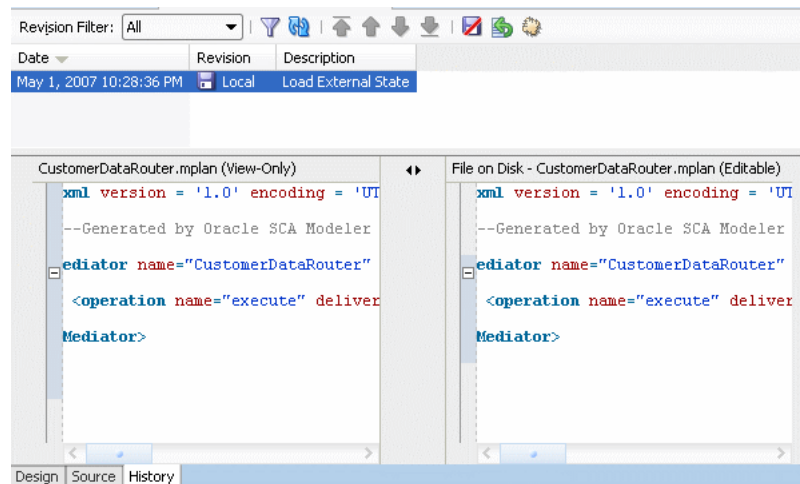 Revision Filter: All
Date Revision Description
May 1, 2007 10:28:36 PM Local Load External State
CustomerDataRouter.mplan (View-Only) File on Disk - CustomerDataRouter.mplan (Editable)
xml version = '1.0' encoding = 'UT
--Generated by Oracle SCA Modeler
ediator name="CustomerDataRouter"
<operation name="execute" deliver
Mediator>
xml version = '1.0' encoding = 'UT
--Generated by Oracle SCA Modeler
ediator name="CustomerDataRouter"
<operation name="execute" deliver
Mediator>
Design Source History